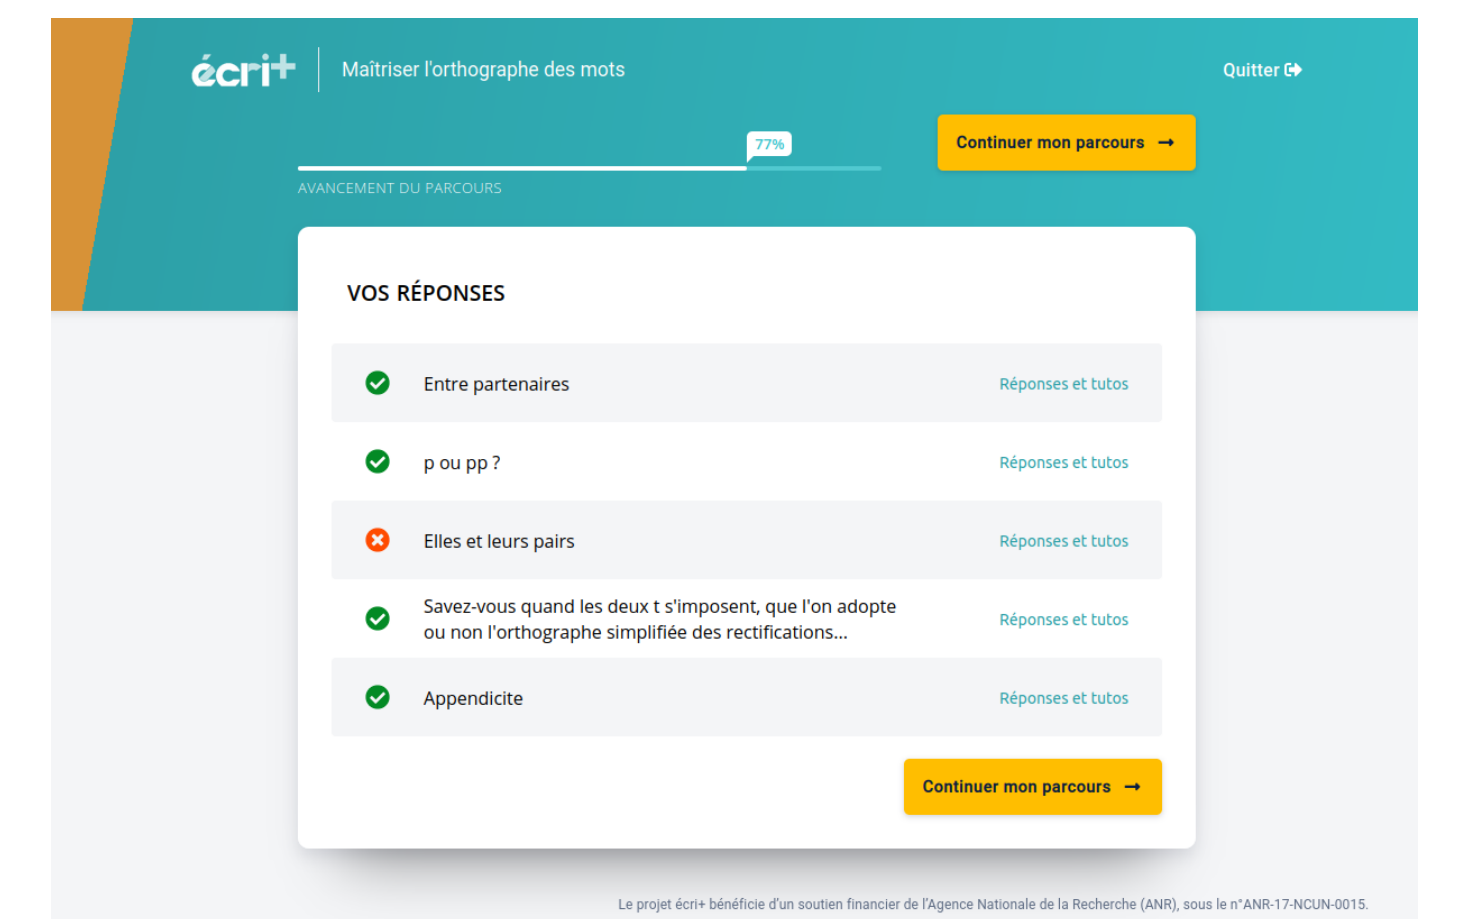 écri+
Maîtriser l'orthographe des mots
Quitter
77%
Continuer mon parcours →
AVANCEMENT DU PARCOURS
VOS RÉPONSES
Entre partenaires
Réponses et tutos
p ou pp ?
Réponses et tutos
Elles et leurs pairs
Réponses et tutos
Savez-vous quand les deux t s'imposent, que l'on adopte
ou non l'orthographe simplifiée des rectifications...
Réponses et tutos
Appendicite
Réponses et tutos
Continuer mon parcours →
Le projet écri+ bénéficie d'un soutien financier de l'Agence Nationale de la Recherche (ANR), sous le n°ANR-17-NCUN-0015.